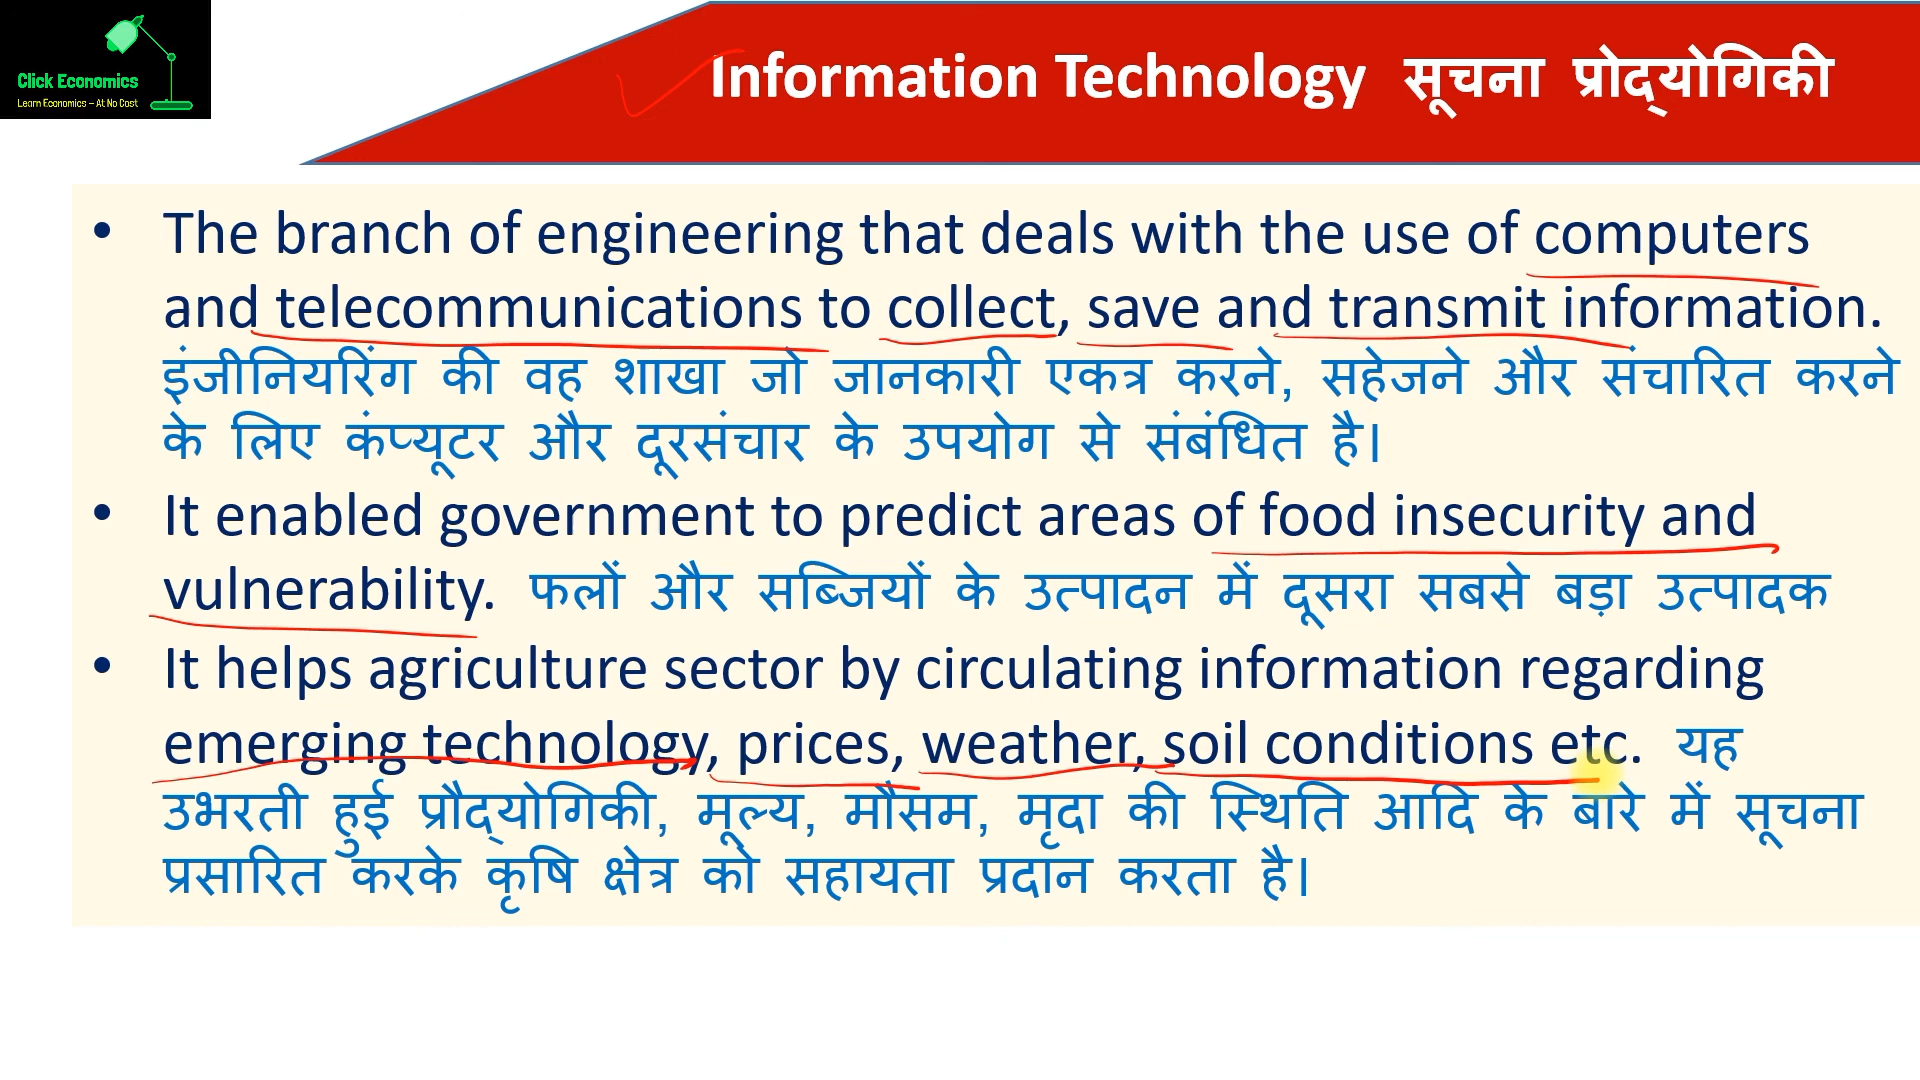 Click Economics
Learn Economics – At No Cost
Information Technology सूचना प्रोद्योगिकी
• The branch of engineering that deals with the use of computers
and telecommunications to collect, save and transmit information.
इंजीनियरिंग की वह शाखा जो जानकारी एकत्र करने, सहेजने और संचारित करने
के लिए कंप्यूटर और दूरसंचार के उपयोग से संबंधित है।
• It enabled government to predict areas of food insecurity and
vulnerability. फलों और सब्जियों के उत्पादन में दूसरा सबसे बड़ा उत्पादक
• It helps agriculture sector by circulating information regarding
emerging technology, prices, weather, soil conditions etc. यह
उभरती हुई प्रौद्योगिकी, मूल्य, मौसम, मृदा की स्थिति आदि के बारे में सूचना
प्रसारित करके कृषि क्षेत्र को सहायता प्रदान करता है।